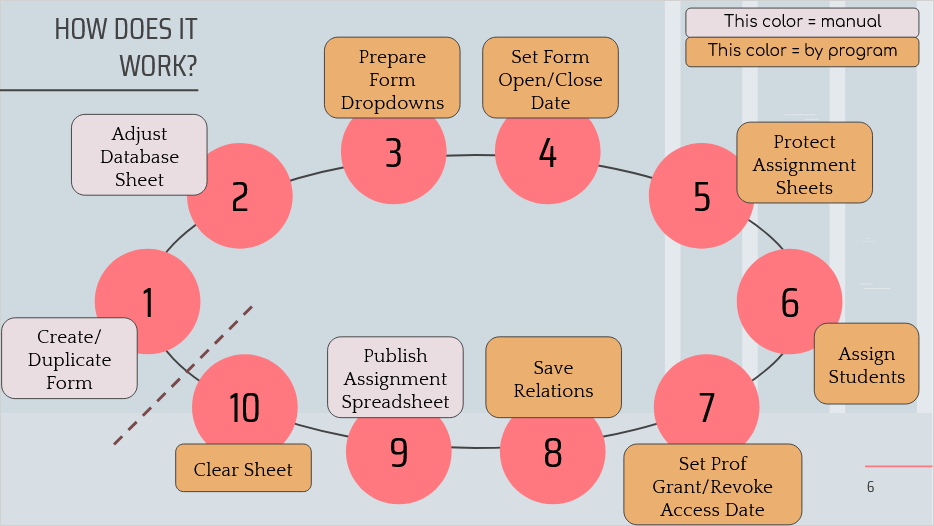 HOW DOES IT
WORK?
This color = manual
This color = by program
1
Create/
Duplicate
Form
2
Adjust
Database
Sheet
3
Prepare
Form
Dropdowns
4
Set Form
Open/Close
Date
5
Protect
Assignment
Sheets
6
Assign
Students
7
Set Prof
Grant/Revoke
Access Date
8
Save
Relations
9
Publish
Assignment
Spreadsheet
10
Clear Sheet
6